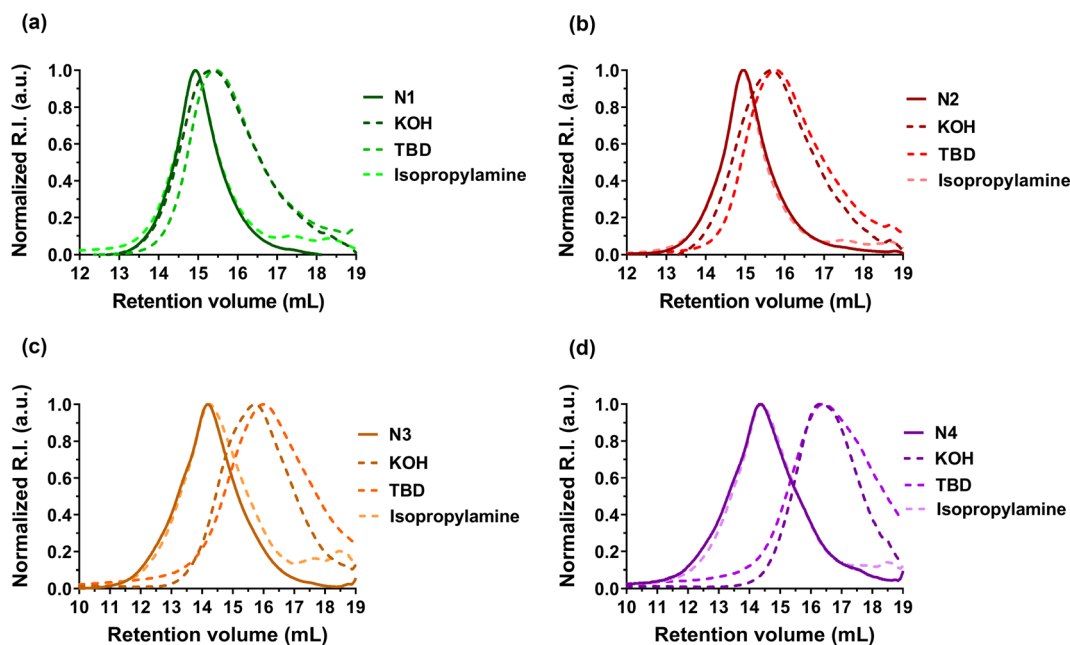 (a)
Normalized R.I. (a.u.)
1.0
0.8
0.6
0.4
0.2
0.0
12 13 14 15 16 17 18 19
Retention volume (mL)
N1
KOH
TBD
Isopropylamine
(b)
Normalized R.I. (a.u.)
1.0
0.8
0.6
0.4
0.2
0.0
12 13 14 15 16 17 18 19
Retention volume (mL)
N2
KOH
TBD
Isopropylamine
(c)
Normalized R.I. (a.u.)
1.0
0.8
0.6
0.4
0.2
0.0
10 11 12 13 14 15 16 17 18 19
Retention volume (mL)
N3
KOH
TBD
Isopropylamine
(d)
Normalized R.I. (a.u.)
1.0
0.8
0.6
0.4
0.2
0.0
10 11 12 13 14 15 16 17 18 19
Retention volume (mL)
N4
KOH
TBD
Isopropylamine